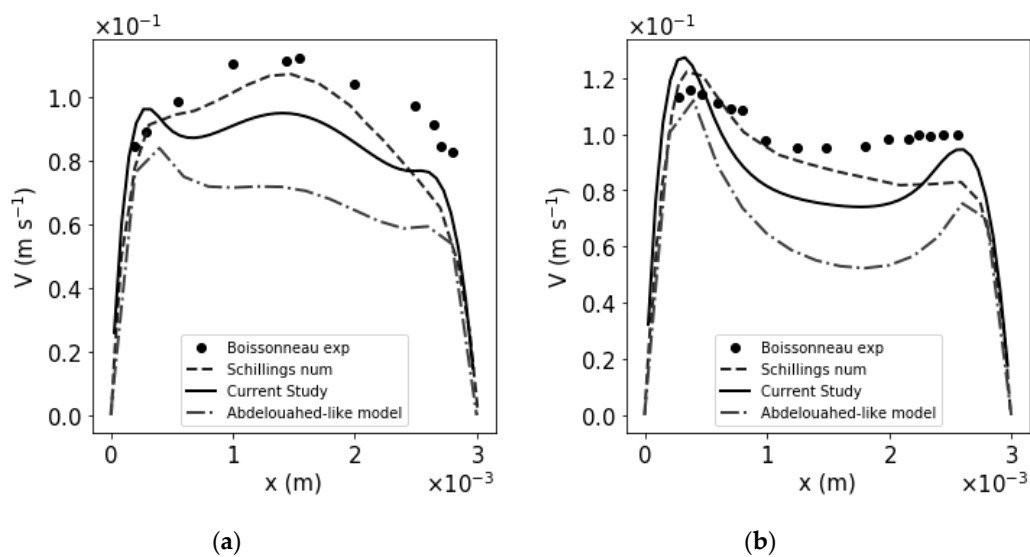 ×10⁻¹
V (m s⁻¹)
1.0
0.8
0.6
0.4
0.2
0.0
Boissonneau exp
Schillings num
Current Study
Abdelouahed-like model
0 1 2 3
x (m) ×10⁻³
(a)
×10⁻¹
V (m s⁻¹)
1.2
1.0
0.8
0.6
0.4
0.2
0.0
Boissonneau exp
Schillings num
Current Study
Abdelouahed-like model
0 1 2 3
x (m) ×10⁻³
(b)